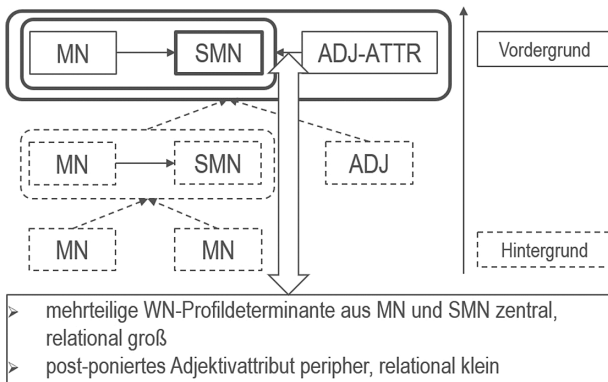 MN SMN ADJ-ATTR Vordergrund
MN SMN ADJ
MN MN Hintergrund
➢ mehrteilige WN-Profildeterminante aus MN und SMN zentral,
relational groß
➢ post-poniertes Adjektivattribut peripher, relational klein